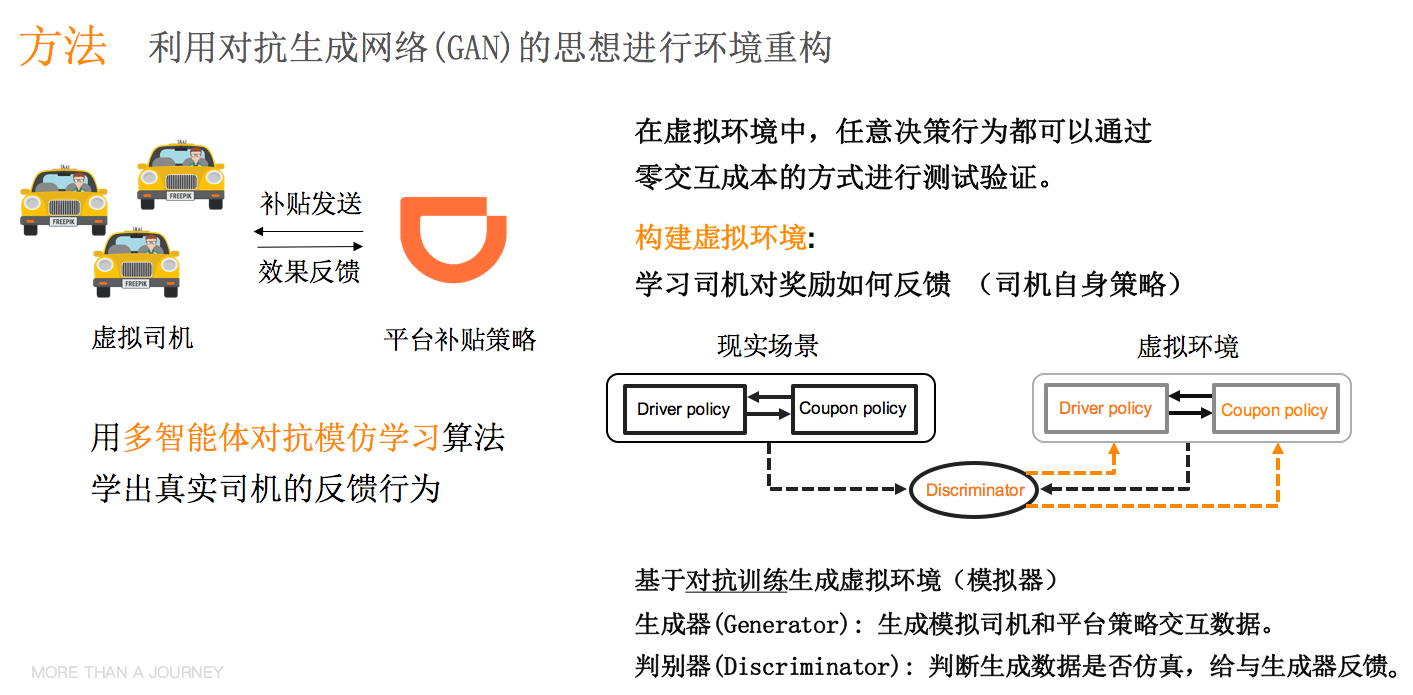 方法 利用对抗生成网络(GAN)的思想进行环境重构
TAXI
TAXI
TAXI
FREEPIK
FREEPIK
FREEPIK
补贴发送
效果反馈
虚拟司机
平台补贴策略
用多智能体对抗模仿学习算法
学出真实司机的反馈行为
在虚拟环境中，任意决策行为都可以通过
零交互成本的方式进行测试验证。
构建虚拟环境:
学习司机对奖励如何反馈 （司机自身策略）
现实场景
虚拟环境
Driver policy
Coupon policy
Driver policy
Coupon policy
Discriminator
基于对抗训练生成虚拟环境（模拟器）
生成器(Generator): 生成模拟司机和平台策略交互数据。
判别器(Discriminator): 判断生成数据是否仿真，给与生成器反馈。
MORE THAN A JOURNEY